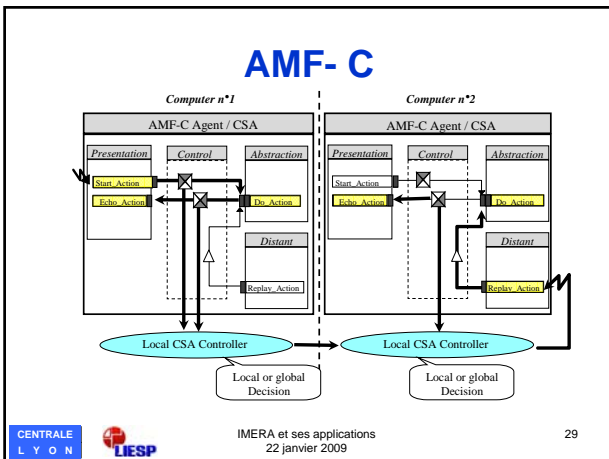 AMF- C
Computer n°1
Computer n°2
AMF-C Agent / CSA
Presentation
Control
Abstraction
Start_Action
Echo_Action
Do_Action
Distant
Replay_Action
Local CSA Controller
Local or global
Decision
AMF-C Agent / CSA
Presentation
Control
Abstraction
Start_Action
Echo_Action
Do_Action
Distant
Replay_Action
Local CSA Controller
Local or global
Decision
CENTRALE
LYON
LIESP
IMERA et ses applications
22 janvier 2009
29